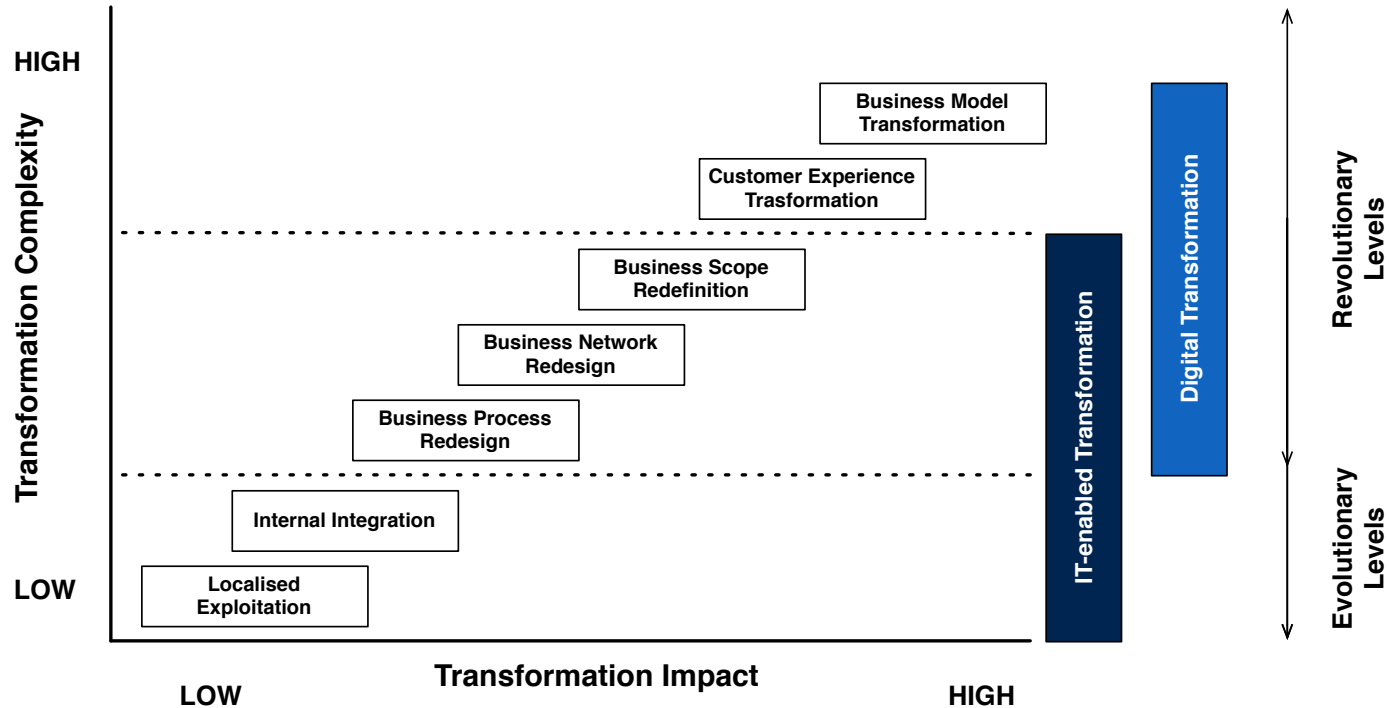 HIGH
Transformation Complexity
LOW
Business Model
Transformation
Customer Experience
Trasformation
Business Scope
Redefinition
Business Network
Redesign
Business Process
Redesign
Internal Integration
Localised
Exploitation
Transformation Impact
LOW
HIGH
IT-enabled Transformation
Digital Transformation
Revolutionary
Levels
Evolutionary
Levels